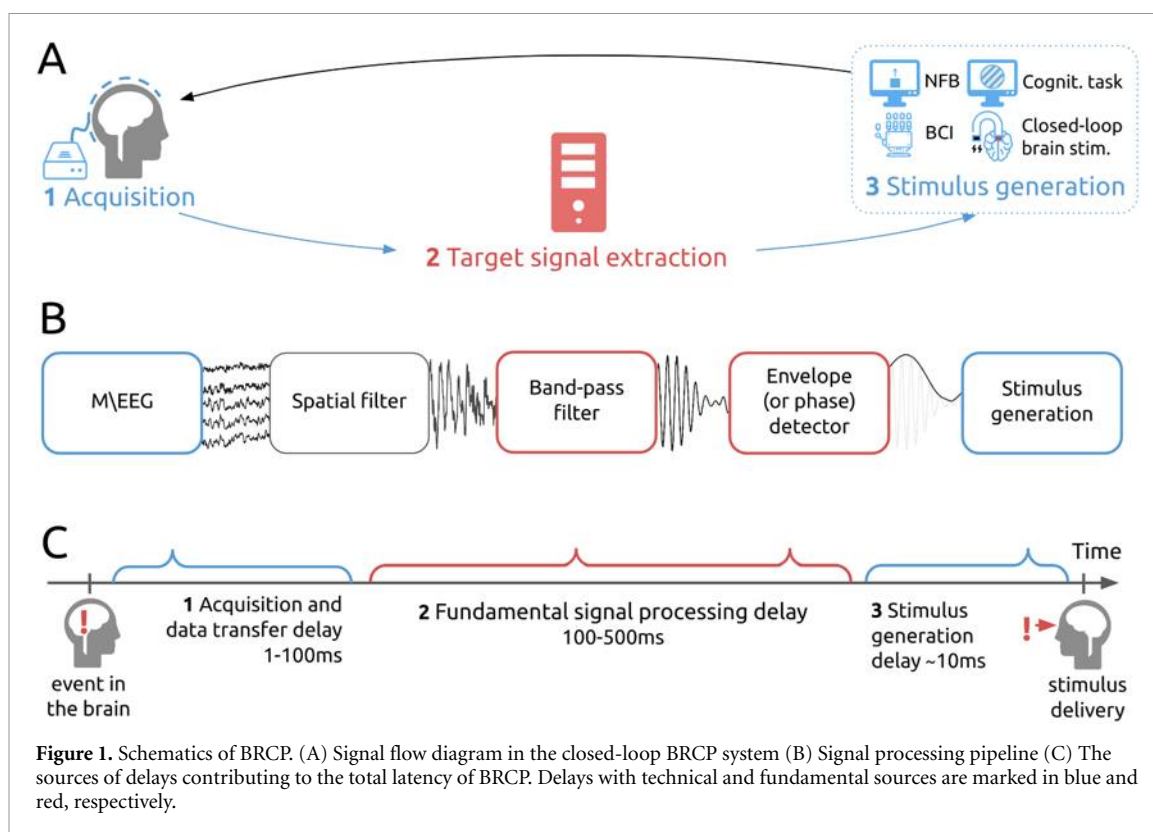 A
NFB
Cognit. task
BCI
Closed-loop
brain stim.
1 Acquisition
3 Stimulus generation
2 Target signal extraction
B
M\EEG
Spatial filter
Band-pass
filter
Envelope
(or phase)
detector
Stimulus
generation
C
Time
!
event in
the brain
1 Acquisition and
data transfer delay
1-100ms
2 Fundamental signal processing delay
100-500ms
3 Stimulus
generation
delay ~10ms
!
stimulus
delivery
Figure 1. Schematics of BRCP. (A) Signal flow diagram in the closed-loop BRCP system (B) Signal processing pipeline (C) The
sources of delays contributing to the total latency of BRCP. Delays with technical and fundamental sources are marked in blue and
red, respectively.